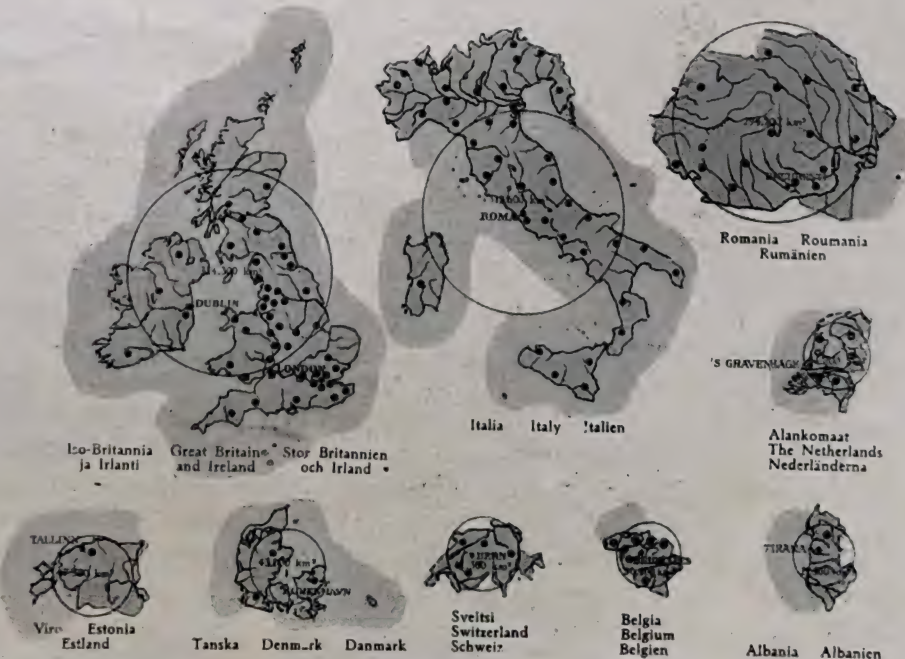 DUBLIN
LONDON
Iso-Britannia Great Britain Stor Britannien
ja Irlanti and Ireland och Irland
ROMA
Italia Italy Italien
Romania Roumania
Rumänien
'S GRAVENHAGE
Alankomaat
The Netherlands
Nederländerna
TALLINN
Viro Estonia
Estland
Tanska Denmark Danmark
BERN
Sveitsi
Switzerland
Schweiz
Belgia
Belgium
Belgien
TIRANA
Albania Albanien